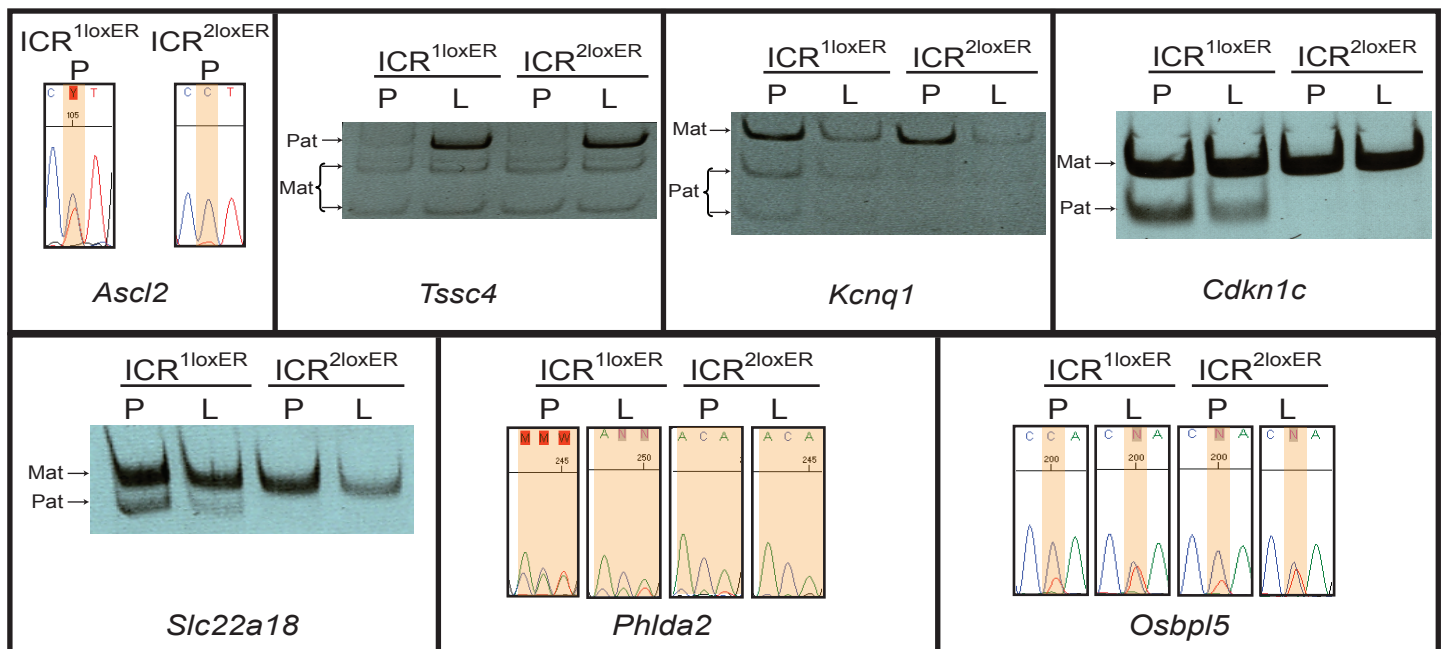 ICR1loxER ICR2loxER
P P
C Y T C C T
105
Ascl2
ICR1loxER ICR2loxER
P L P L
Pat
Mat
Tssc4
ICR1loxER ICR2loxER
P L P L
Mat
Pat
Kcnq1
ICR1loxER ICR2loxER
P L P L
Mat
Pat
Cdkn1c
ICR1loxER ICR2loxER
P L P L
Mat
Pat
Slc22a18
ICR1loxER ICR2loxER
P L P L
M M W A N N A C A A C A
245 250 245
Phlda2
ICR1loxER ICR2loxER
P L P L
C C A C N A C N A C N A
200 200 200
Osbpl5